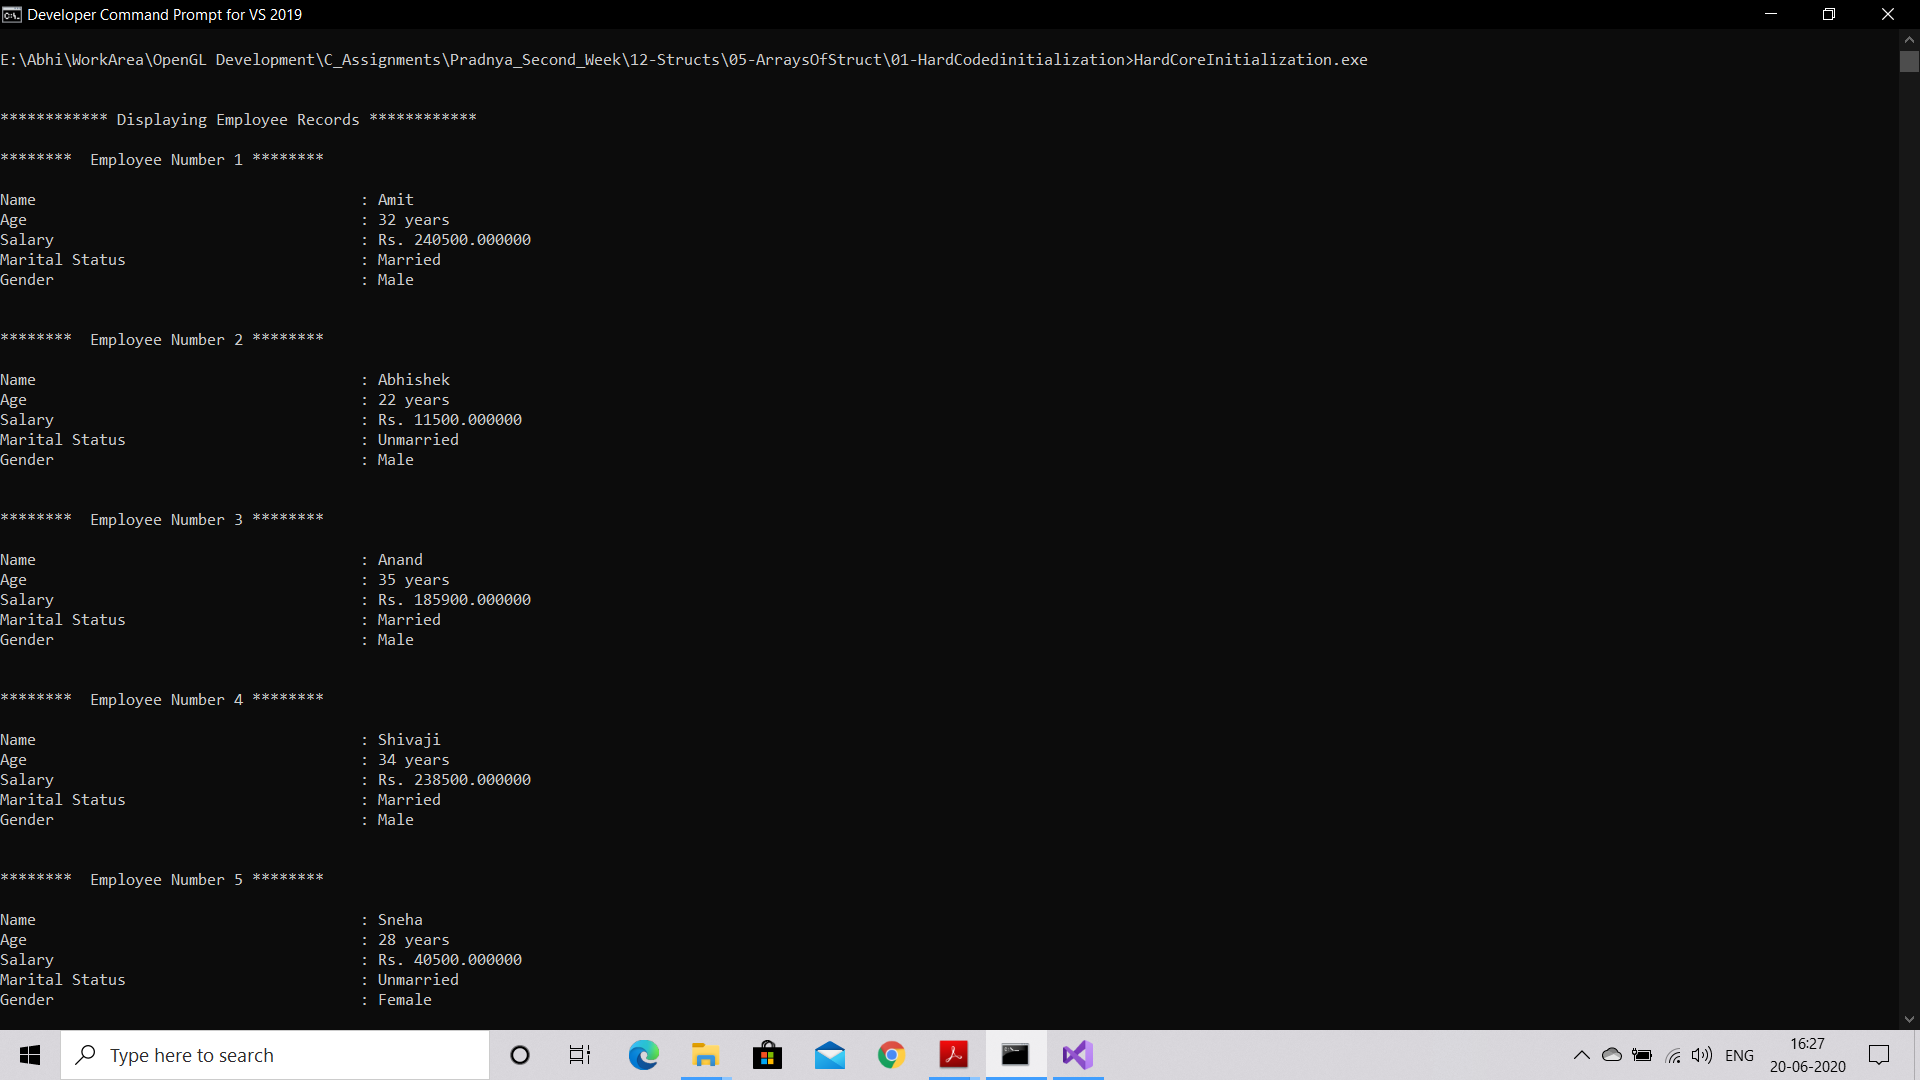 Developer Command Prompt for VS 2019
E:\Abhi\WorkArea\OpenGL Development\C_Assignments\Pradnya_Second_Week\12-Structs\05-ArraysOfStruct\01-HardCodedinitialization>HardCoreInitialization.exe
************ Displaying Employee Records ************
******** Employee Number 1 ********
Name : Amit
Age : 32 years
Salary : Rs. 240500.000000
Marital Status : Married
Gender : Male
******** Employee Number 2 ********
Name : Abhishek
Age : 22 years
Salary : Rs. 11500.000000
Marital Status : Unmarried
Gender : Male
******** Employee Number 3 ********
Name : Anand
Age : 35 years
Salary : Rs. 185900.000000
Marital Status : Married
Gender : Male
******** Employee Number 4 ********
Name : Shivaji
Age : 34 years
Salary : Rs. 238500.000000
Marital Status : Married
Gender : Male
******** Employee Number 5 ********
Name : Sneha
Age : 28 years
Salary : Rs. 40500.000000
Marital Status : Unmarried
Gender : Female
Type here to search
ENG
16:27
20-06-2020